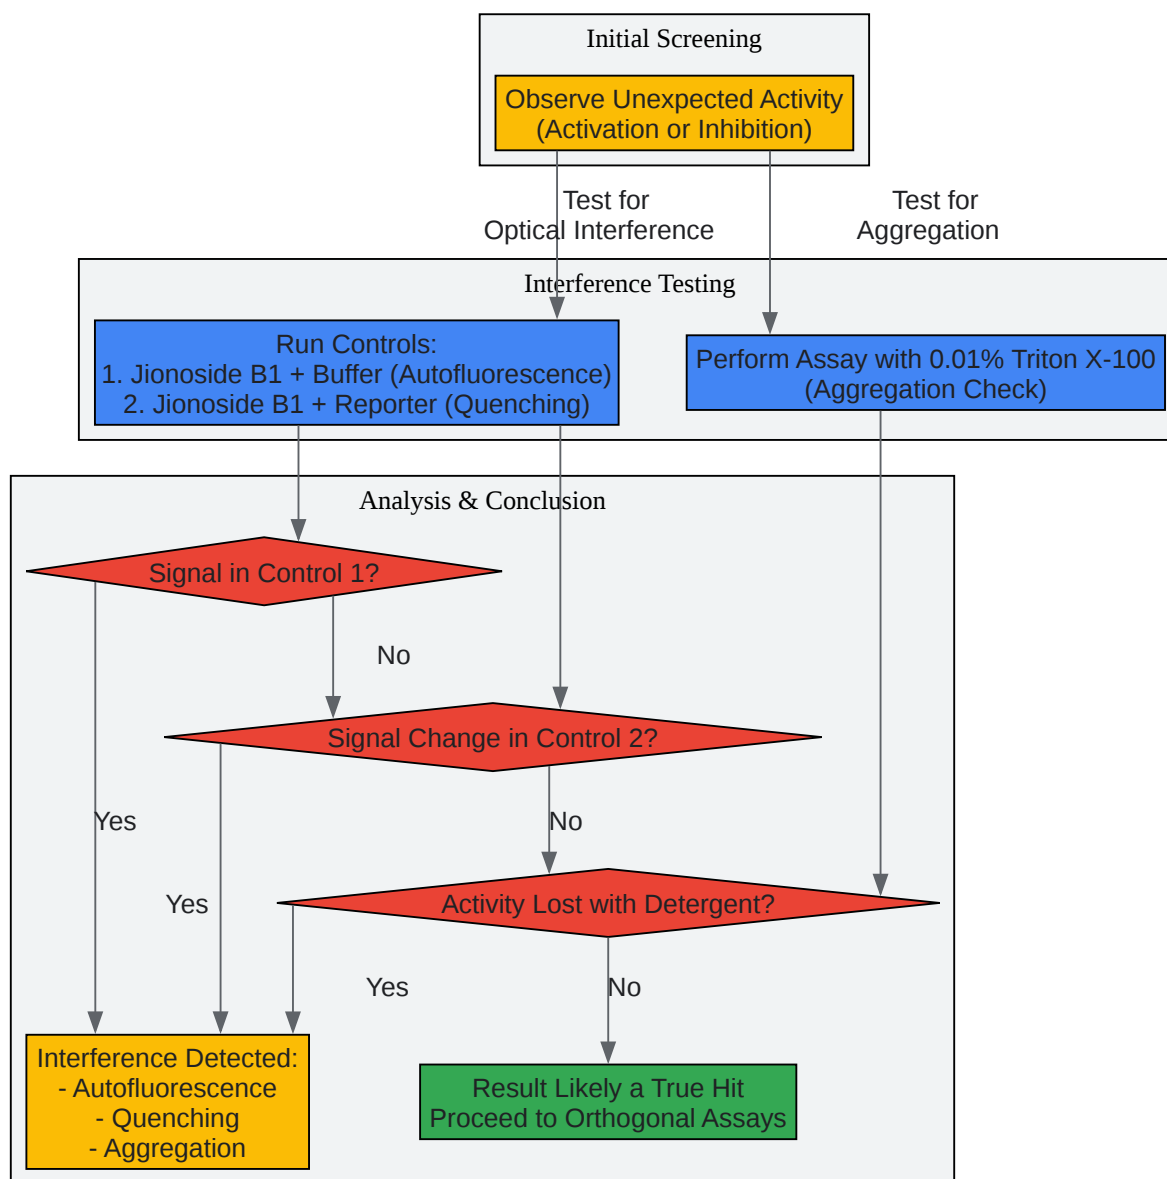 Initial Screening
Observe Unexpected Activity
(Activation or Inhibition)
Test for
Optical Interference
Test for
Aggregation
Interference Testing
Run Controls:
1. Jionoside B1 + Buffer (Autofluorescence)
2. Jionoside B1 + Reporter (Quenching)
Perform Assay with 0.01% Triton X-100
(Aggregation Check)
Analysis & Conclusion
Signal in Control 1?
No
Signal Change in Control 2?
Yes
No
Yes
Activity Lost with Detergent?
Yes
No
Interference Detected:
- Autofluorescence
- Quenching
- Aggregation
Result Likely a True Hit
Proceed to Orthogonal Assays